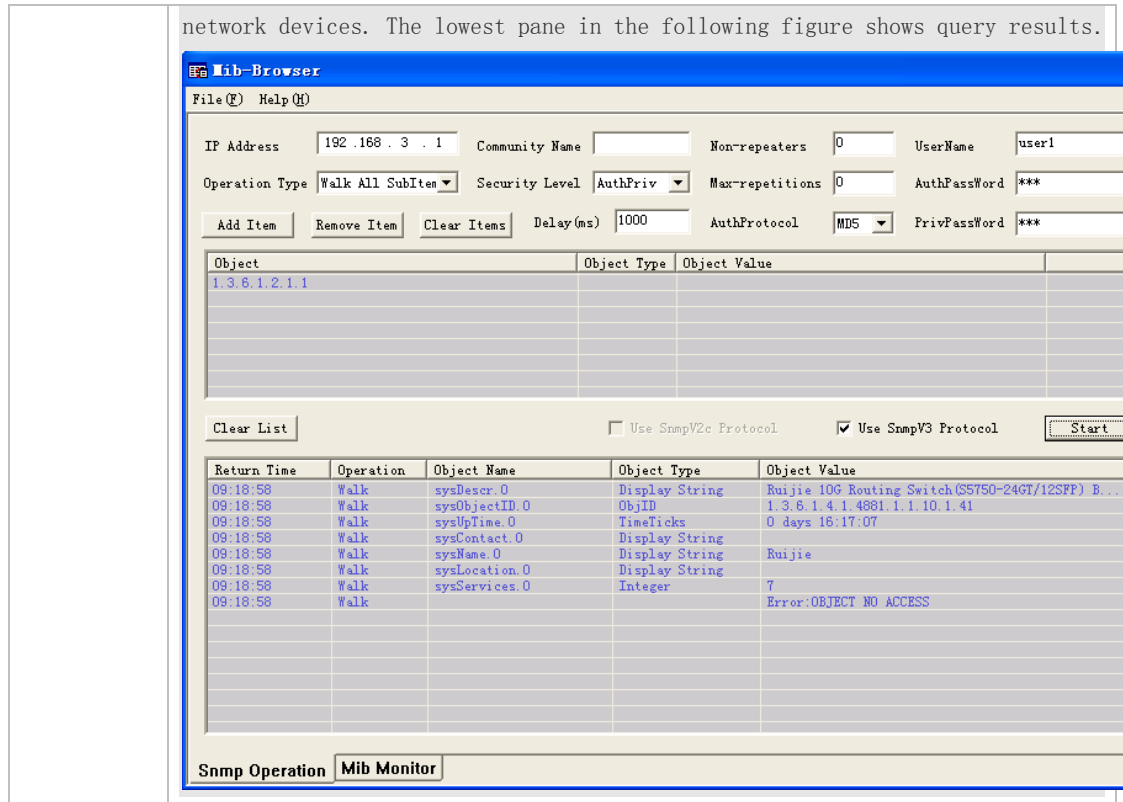 network devices. The lowest pane in the following figure shows query results.
Mib-Browser
File(F) Help(H)
IP Address 192 .168 . 3 . 1 Community Name Non-repeaters 0 UserName user1
Operation Type Walk All SubItem Security Level AuthPriv Max-repetitions 0 AuthPassWord ***
Add Item Remove Item Clear Items Delay(ms) 1000 AuthProtocol MD5 PrivPassWord ***
Object Object Type Object Value
1.3.6.1.2.1.1
Clear List Use SnmpV2c Protocol Use SnmpV3 Protocol Start
Return Time Operation Object Name Object Type Object Value
09:18:58 Walk sysDescr.0 Display String Ruijie 10G Routing Switch(S5750-24GT/12SFP) B...
09:18:58 Walk sysObjectID.0 ObjID 1.3.6.1.4.1.4881.1.1.10.1.41
09:18:58 Walk sysUpTime.0 TimeTicks 0 days 16:17:07
09:18:58 Walk sysContact.0 Display String
09:18:58 Walk sysName.0 Display String Ruijie
09:18:58 Walk sysLocation.0 Display String
09:18:58 Walk sysServices.0 Integer 7
09:18:58 Walk Error:OBJECT NO ACCESS
Snmp Operation Mib Monitor